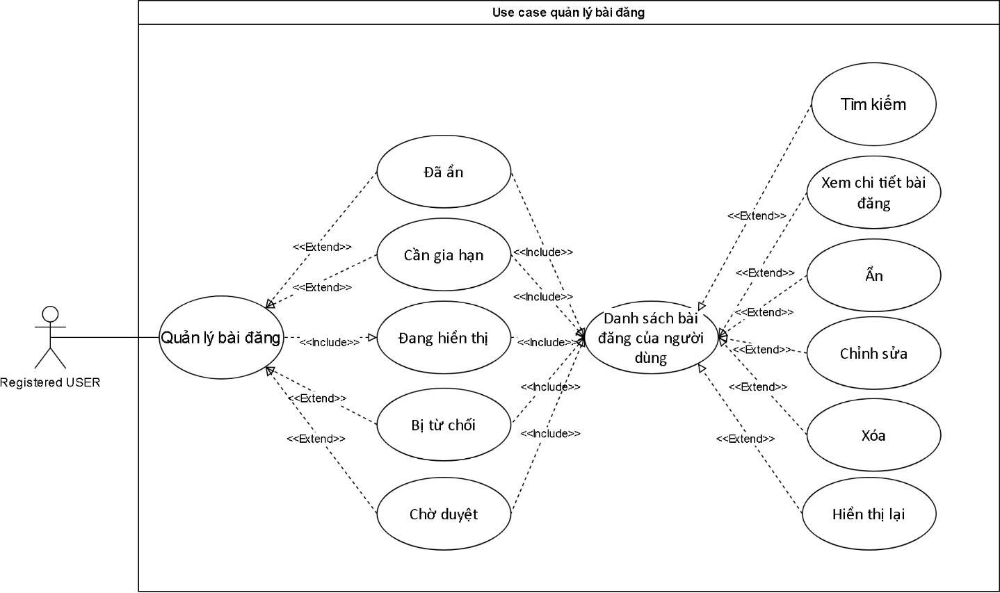 Use case quản lý bài đăng
Tìm kiếm
Đã ẩn
Xem chi tiết bài
đăng
<<Extend>>
<<Extend>>
<<Include>>
Cần gia hạn
<<Extend>>
Ẩn
<<Extend>>
<<Include>>
<<Extend>>
Registered USER
Quản lý bài đăng
<<Include>>
Đang hiển thị
<<Include>>
Danh sách bài
đăng của người
dùng
<<Extend>>
Chỉnh sửa
<<Extend>>
<<Include>>
<<Extend>>
Bị từ chối
Xóa
<<Extend>>
<<Include>>
<<Extend>>
Chờ duyệt
Hiển thị lại